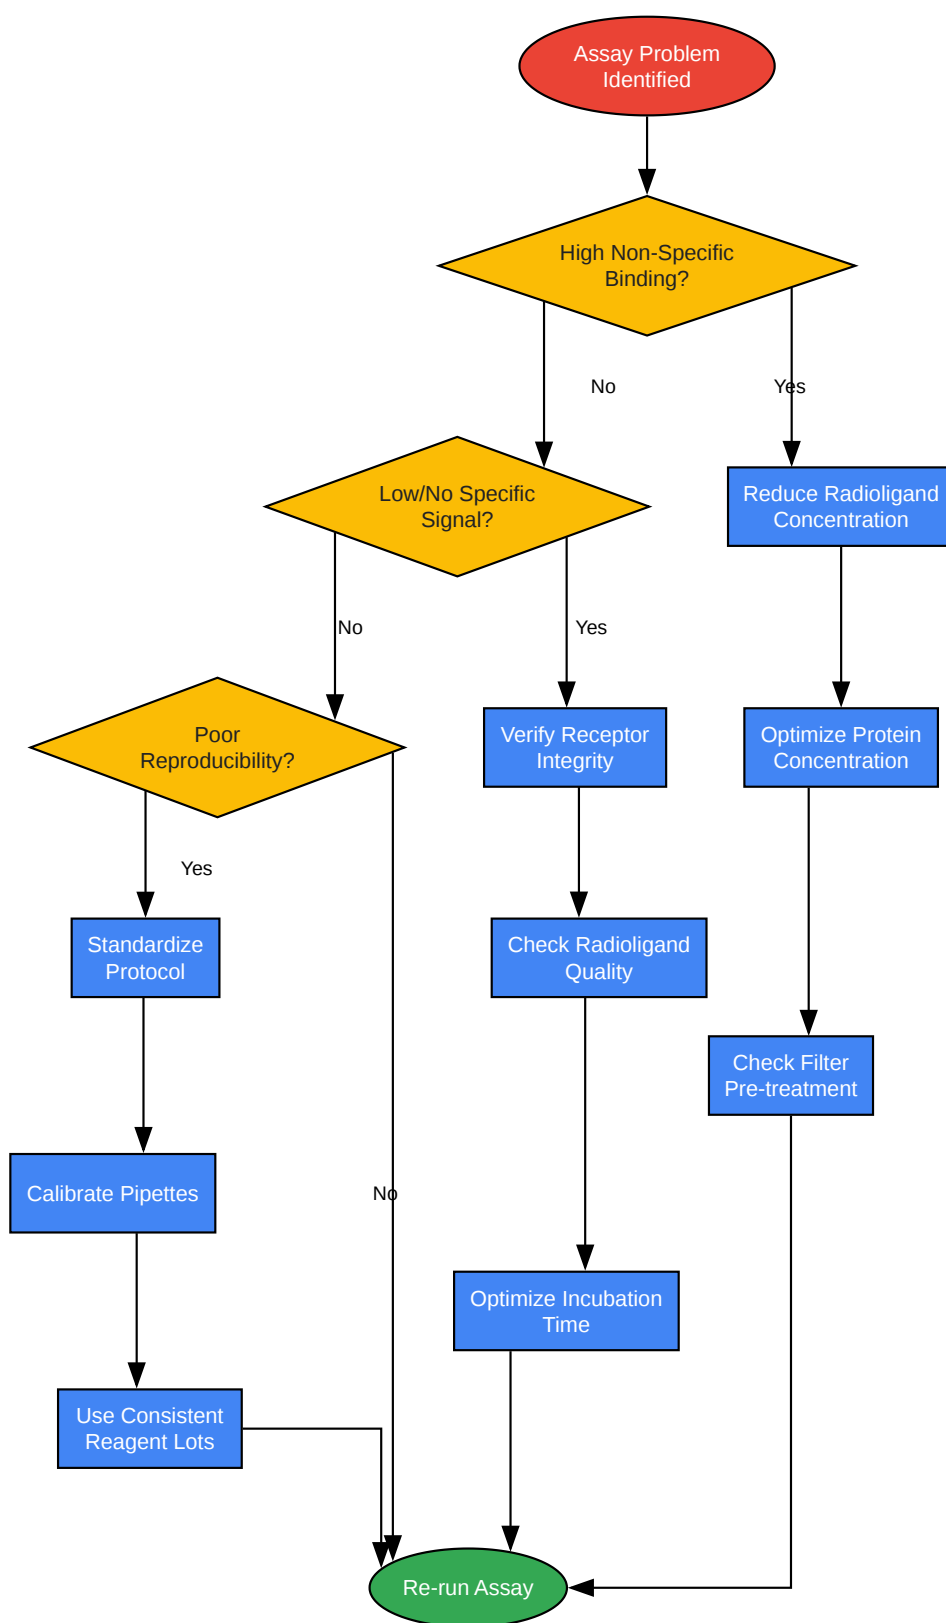 Assay Problem
Identified
High Non-Specific
Binding?
No
Yes
Low/No Specific
Signal?
Reduce Radioligand
Concentration
No
Yes
Poor
Reproducibility?
Verify Receptor
Integrity
Optimize Protein
Concentration
Yes
Standardize
Protocol
Check Radioligand
Quality
Check Filter
Pre-treatment
Calibrate Pipettes
No
Optimize Incubation
Time
Use Consistent
Reagent Lots
Re-run Assay